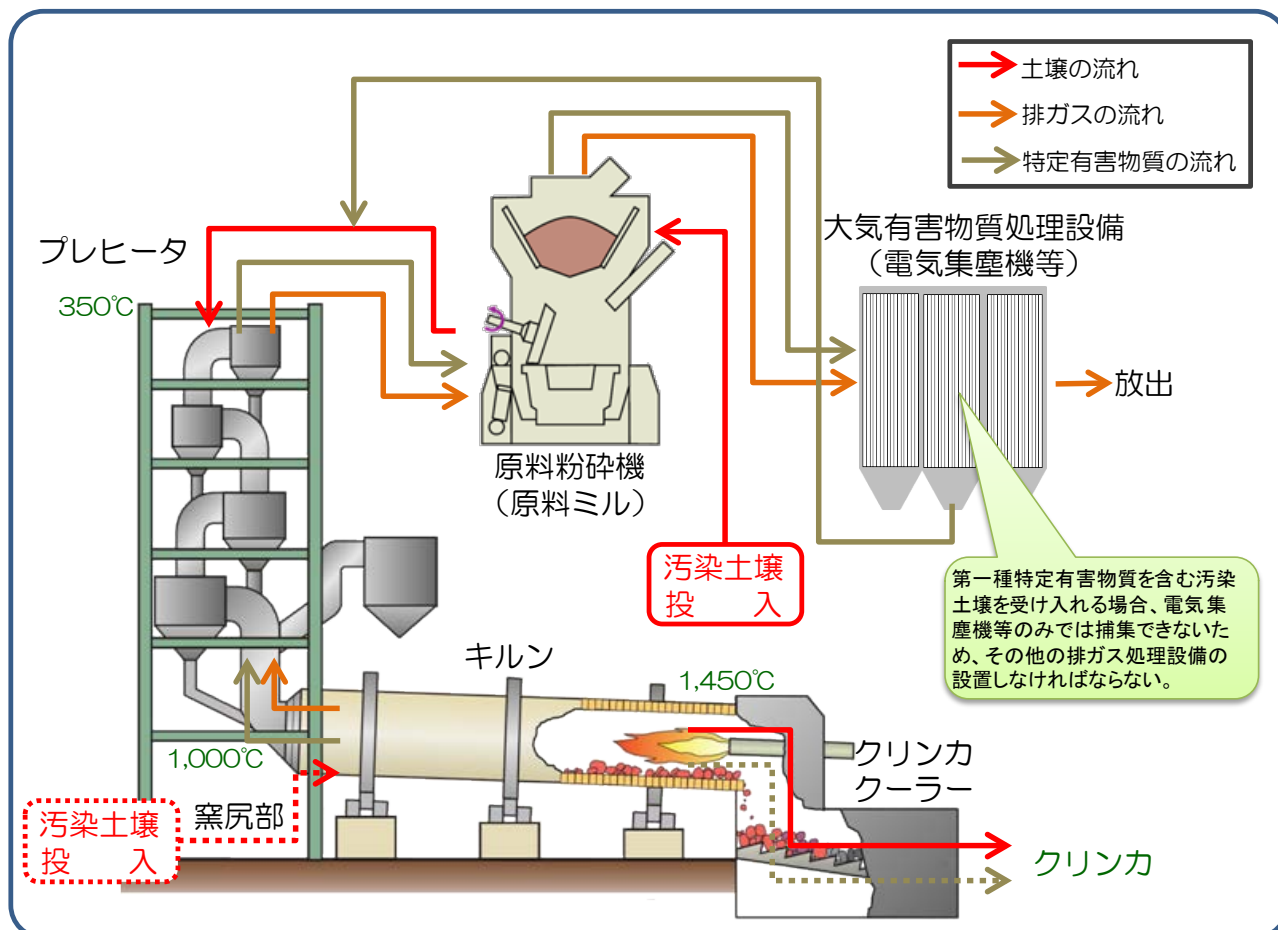 土壌の流れ
排ガスの流れ
特定有害物質の流れ
プレヒータ
350℃
大気有害物質処理設備
（電気集塵機等）
放出
原料粉砕機
（原料ミル）
汚染土壌
投　　入
第一種特定有害物質を含む汚染
土壌を受け入れる場合、電気集
塵機等のみでは捕集できないた
め、その他の排ガス処理設備の
設置しなければならない。
キルン
1,450℃
1,000℃
クリンカ
クーラー
窯尻部
汚染土壌
投　　入
クリンカ